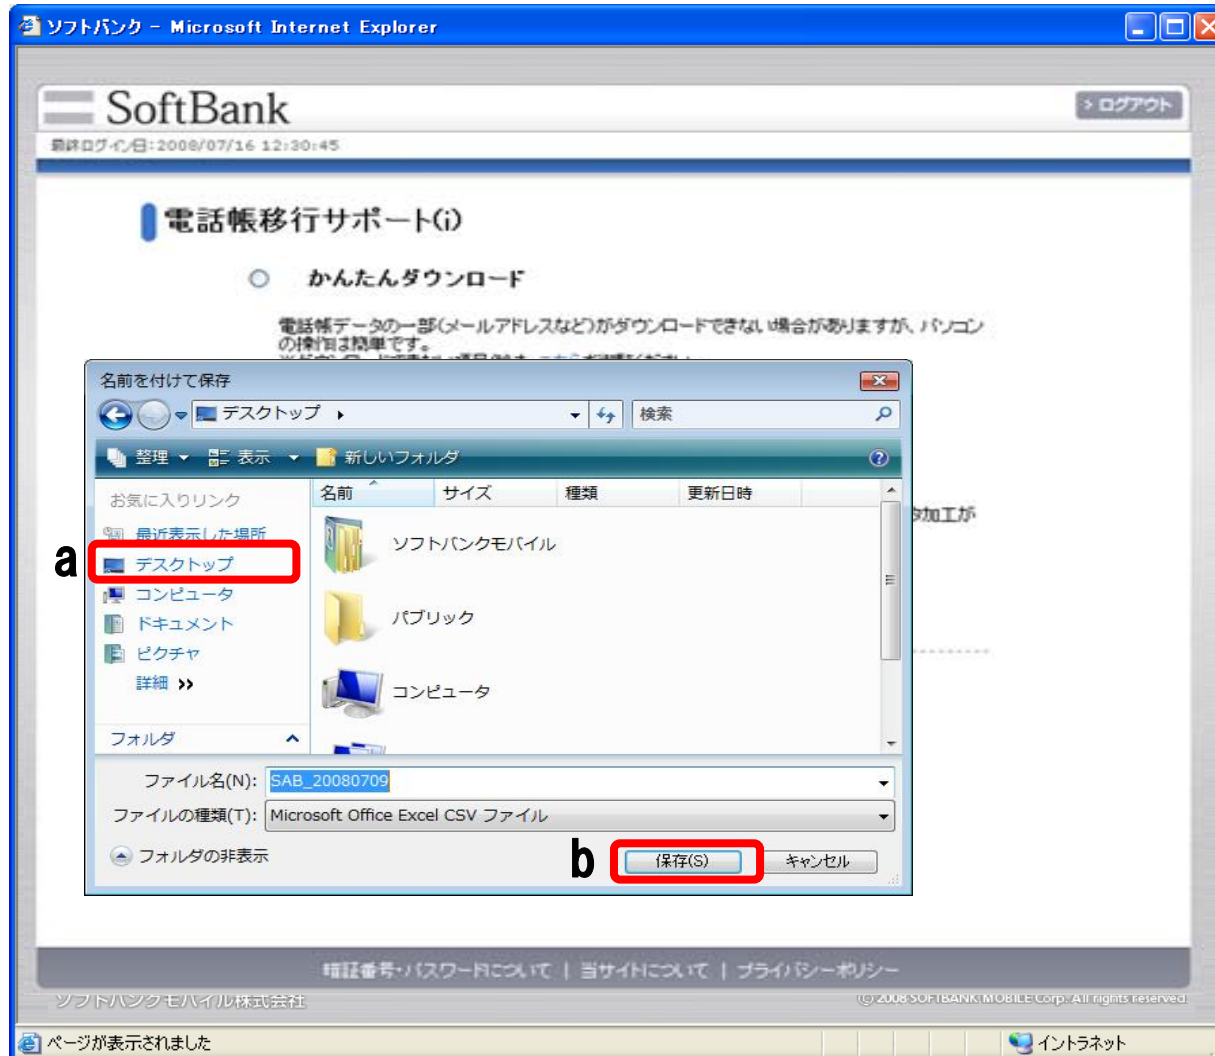 ソフトバンク - Microsoft Internet Explorer
SoftBank
> ログアウト
最終ログイン日:2008/07/16 12:30:45
電話帳移行サポート(i)
かんたんダウンロード
電話帳データの一部(メールアドレスなど)がダウンロードできない場合がありますが、パソコン
の操作は簡単です。
名前を付けて保存
デスクトップ
検索
整理 表示 新しいフォルダ
お気に入りリンク
名前 サイズ 種類 更新日時
最近表示した場所
ソフトバンクモバイル
タ加工が
a
デスクトップ
コンピュータ
パブリック
ドキュメント
ピクチャ
詳細 >>
コンピュータ
フォルダ
ファイル名(N): SAB_20080709
ファイルの種類(T): Microsoft Office Excel CSV ファイル
フォルダの非表示
b
保存(S) キャンセル
暗証番号・パスワードについて | 当サイトについて | プライバシーポリシー
ソフトバンクモバイル株式会社
(C) 2008 SOFTBANK MOBILE Corp. All rights reserved.
ページが表示されました
イントラネット